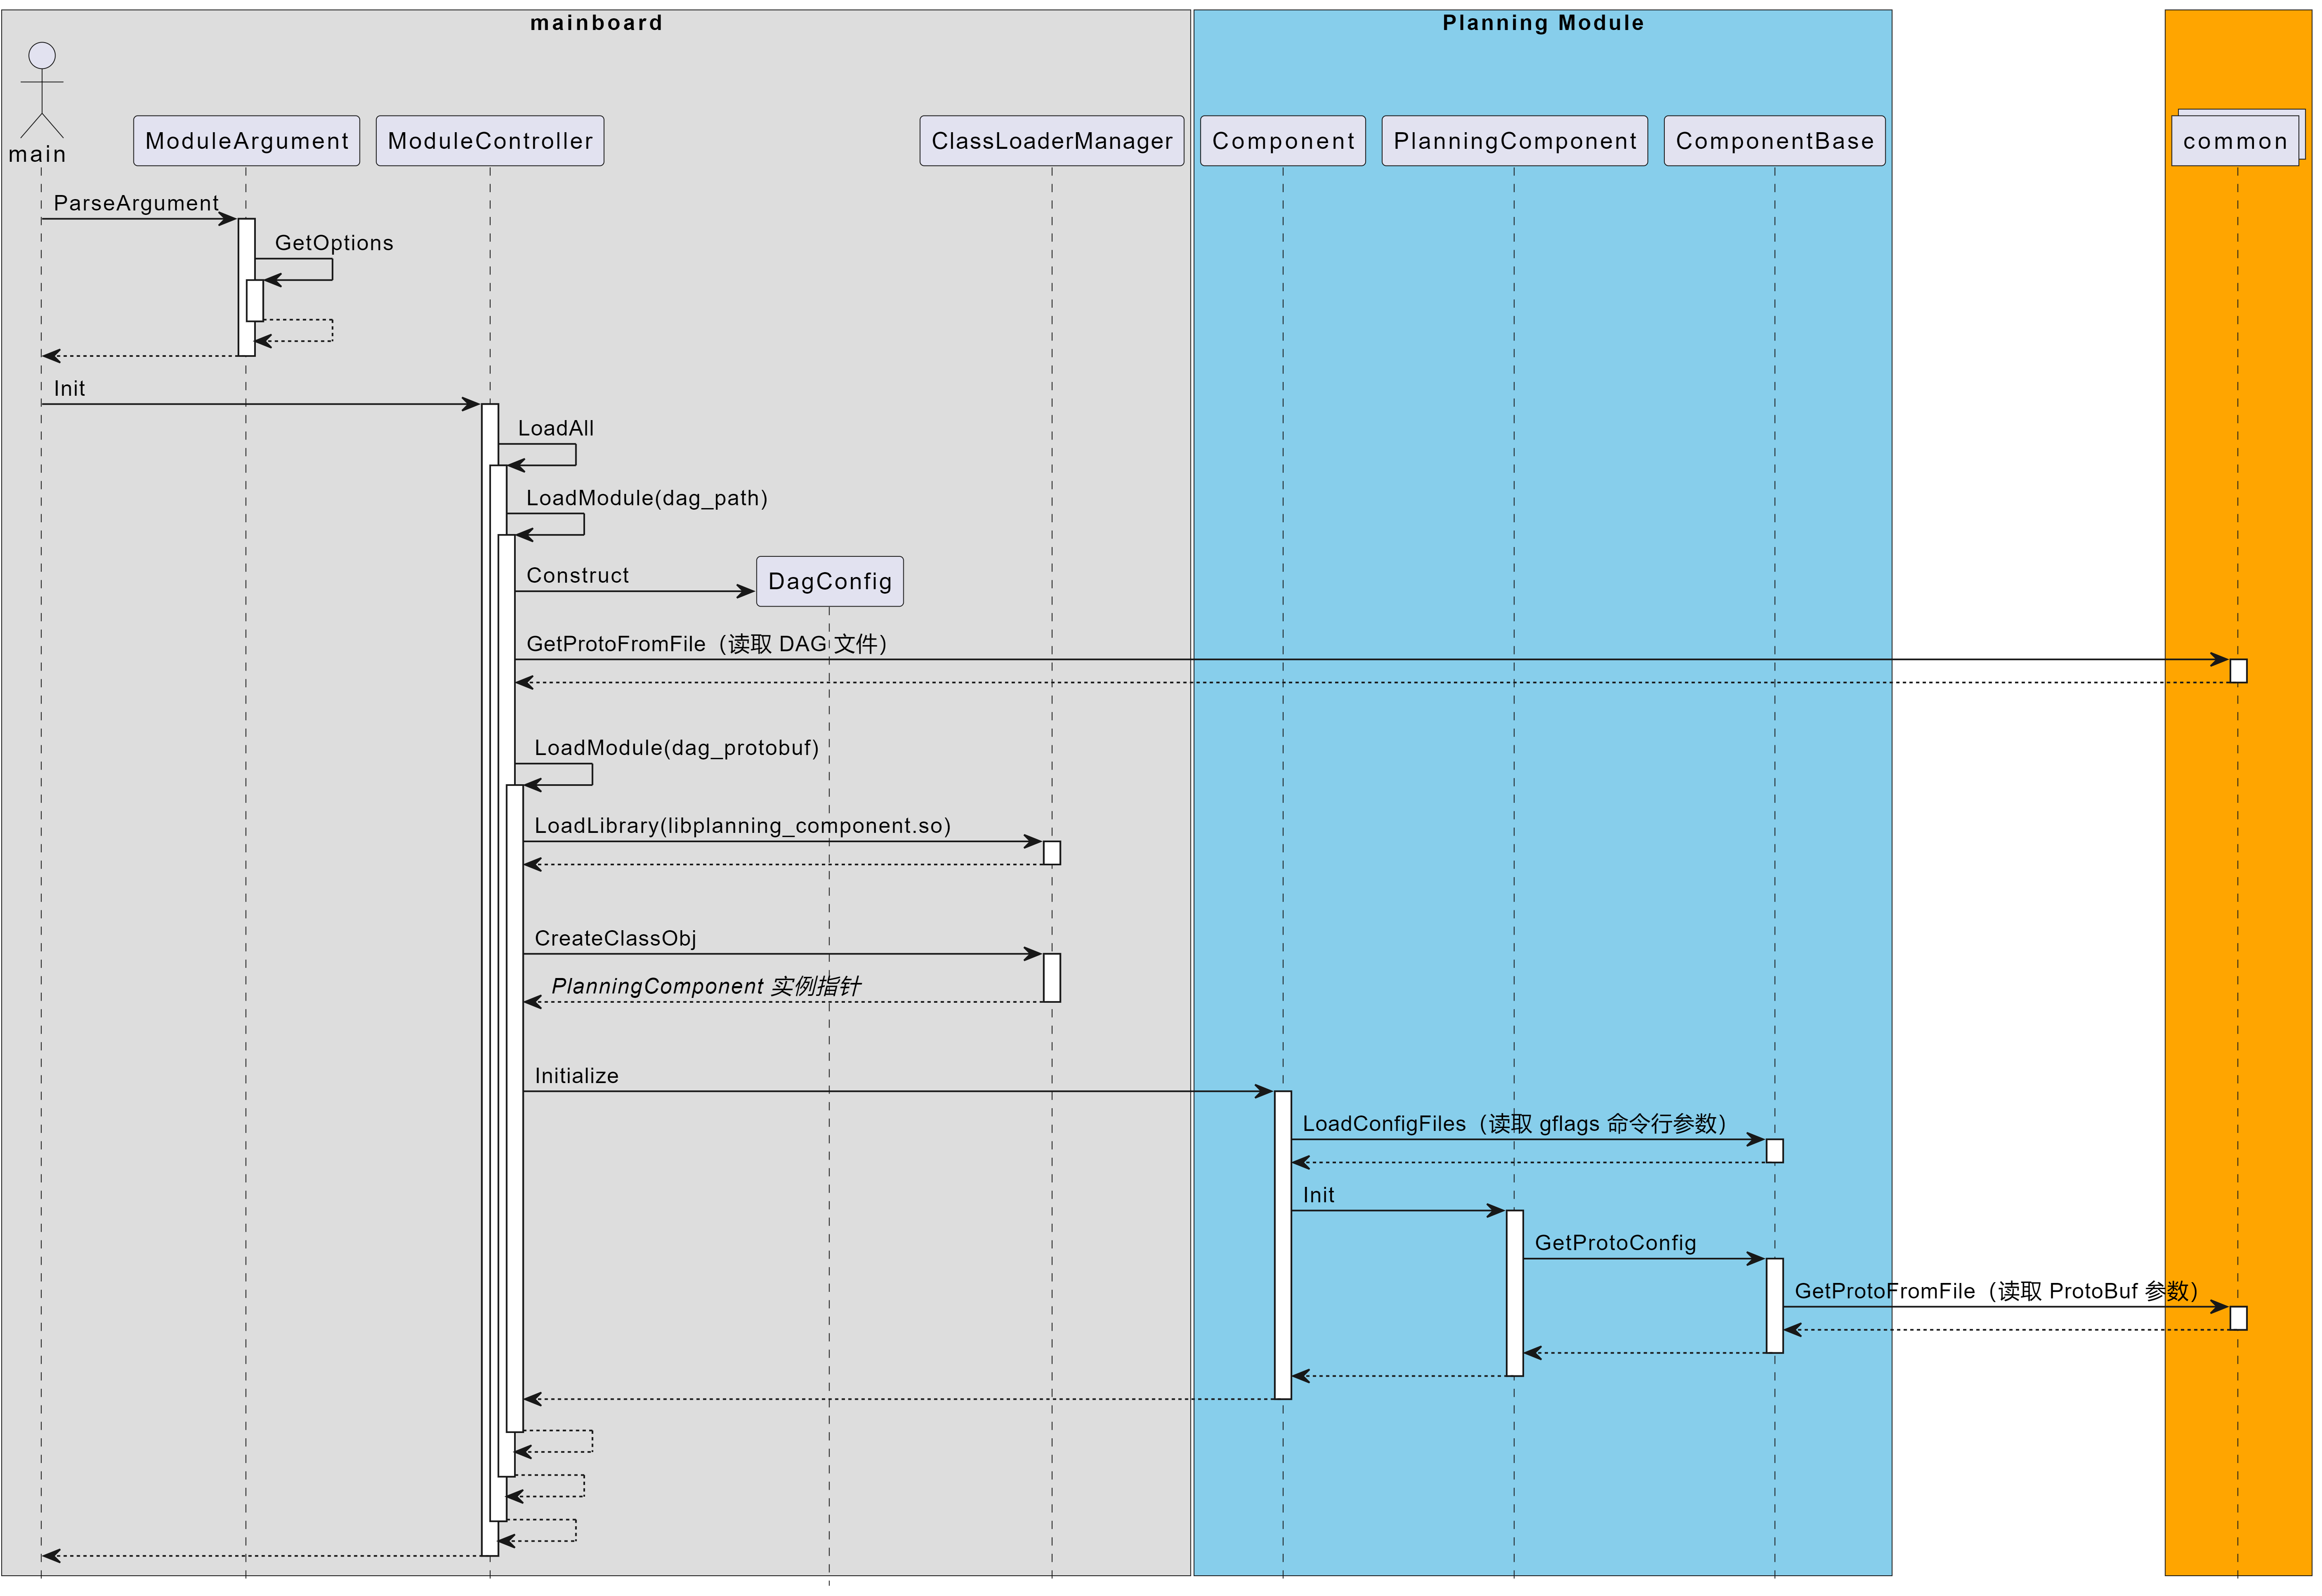 mainboard
Planning Module
main
ModuleArgument
ModuleController
ClassLoaderManager
Component
PlanningComponent
ComponentBase
common
ParseArgument
GetOptions
Init
LoadAll
LoadModule(dag_path)
Construct
DagConfig
GetProtoFromFile（读取 DAG 文件）
LoadModule(dag_protobuf)
LoadLibrary(libplanning_component.so)
CreateClassObj
PlanningComponent 实例指针
Initialize
LoadConfigFiles（读取 gflags 命令行参数）
Init
GetProtoConfig
GetProtoFromFile（读取 ProtoBuf 参数）